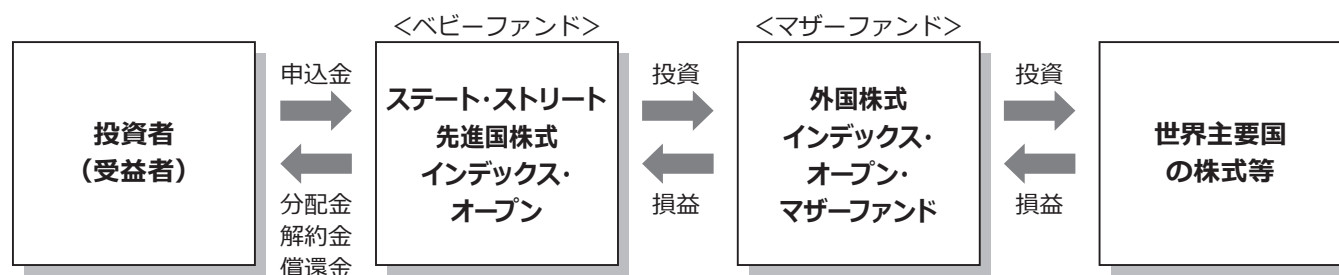 ＜ベビーファンド＞
＜マザーファンド＞
投資者
（受益者）
申込金
分配金
解約金
償還金
ステート・ストリート
先進国株式
インデックス・
オープン
投資
損益
外国株式
インデックス・
オープン・
マザーファンド
投資
損益
世界主要国
の株式等